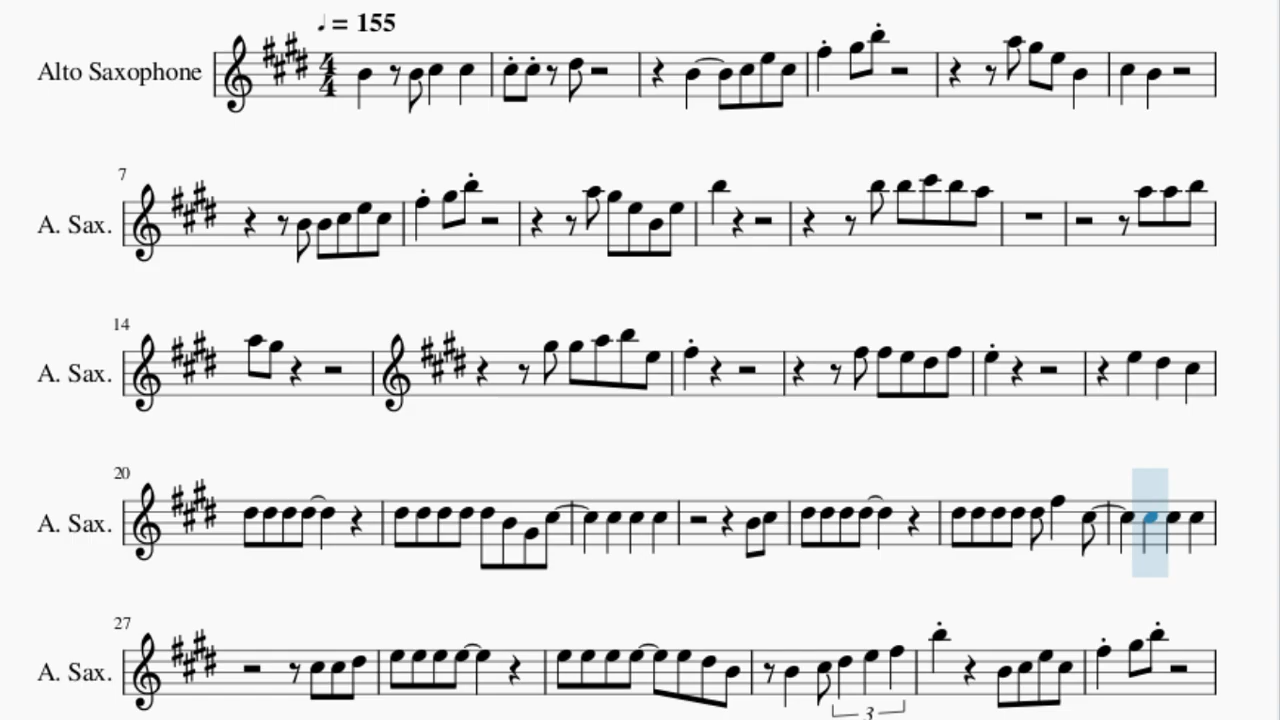 ♩ = 155
Alto Saxophone
4
4
7
A. Sax.
14
A. Sax.
20
A. Sax.
27
A. Sax.
3